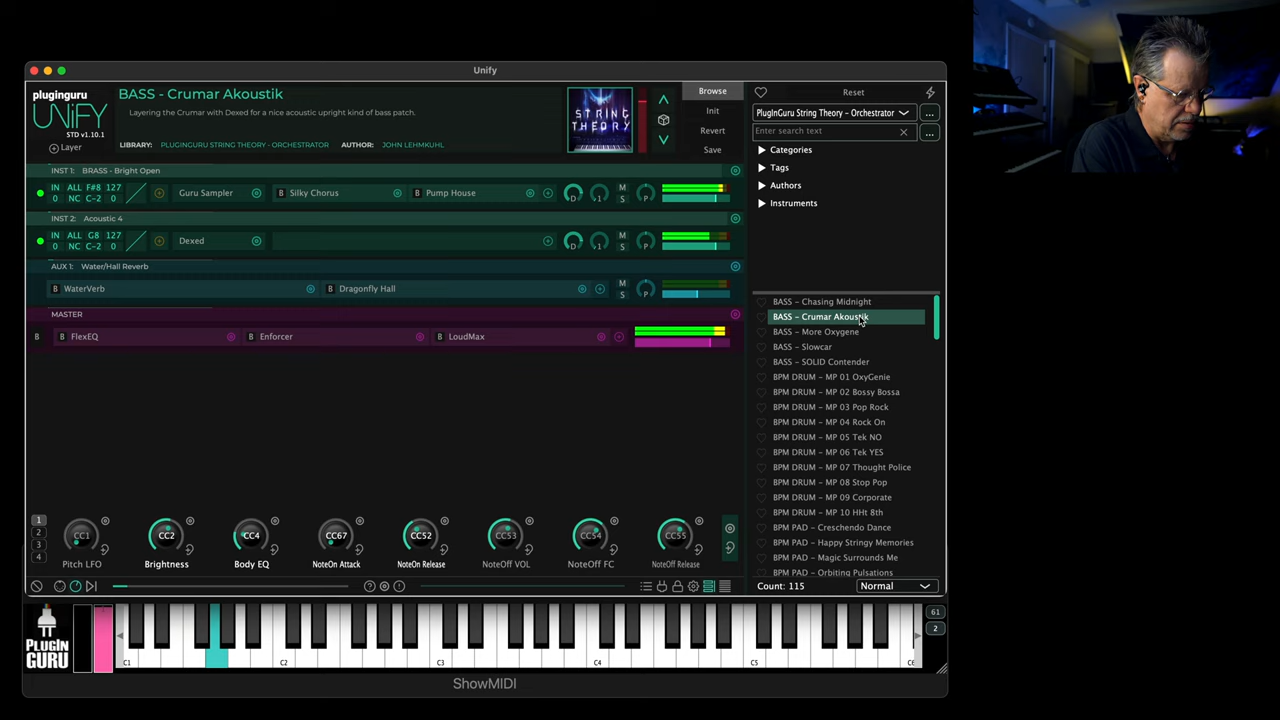 Unify
pluginguru
UNiFY
STD v1.10.1
Layer
BASS - Crumar Akoustik
Layering the Crumar with Dexed for a nice acoustic upright kind of bass patch.
LIBRARY: PLUGINGURU STRING THEORY - ORCHESTRATOR AUTHOR: JOHN LEHMKUHL
STRING
THEORY
Browse
Init
Revert
Save
Reset
PlugInGuru String Theory - Orchestrator ...
Enter search text ...
Categories
Tags
Authors
Instruments
INST 1: BRASS - Bright Open
IN ALL F#8 127
0 NC C-2 0
Guru Sampler B Silky Chorus B Pump House D 1 M S P
INST 2: Acoustic 4
IN ALL G8 127
0 NC C-2 0
Dexed D 1 M S P
AUX 1: Water/Hall Reverb
B WaterVerb B Dragonfly Hall M S P
MASTER
B B FlexEQ B Enforcer B LoudMax
BASS - Chasing Midnight
BASS - Crumar Akoustik
BASS - More Oxygene
BASS - Slowcar
BASS - SOLID Contender
BPM DRUM - MP 01 OxyGenie
BPM DRUM - MP 02 Bossy Bossa
BPM DRUM - MP 03 Pop Rock
BPM DRUM - MP 04 Rock On
BPM DRUM - MP 05 Tek NO
BPM DRUM - MP 06 Tek YES
BPM DRUM - MP 07 Thought Police
BPM DRUM - MP 08 Stop Pop
BPM DRUM - MP 09 Corporate
BPM DRUM - MP 10 HHt 8th
BPM PAD - Crescendo Dance
BPM PAD - Happy Stringy Memories
BPM PAD - Magic Surrounds Me
BPM PAD - Orbiting Pulsations
Count: 115 Normal
1
2
3
4
CC1 CC2 CC4 CC67 CC52 CC53 CC54 CC55
Pitch LFO Brightness Body EQ NoteOn Attack NoteOn Release NoteOff VOL NoteOff FC NoteOff Release
PLUGIN
GURU
C1 C2 C3 C4 C5 C6
61
2
ShowMIDI